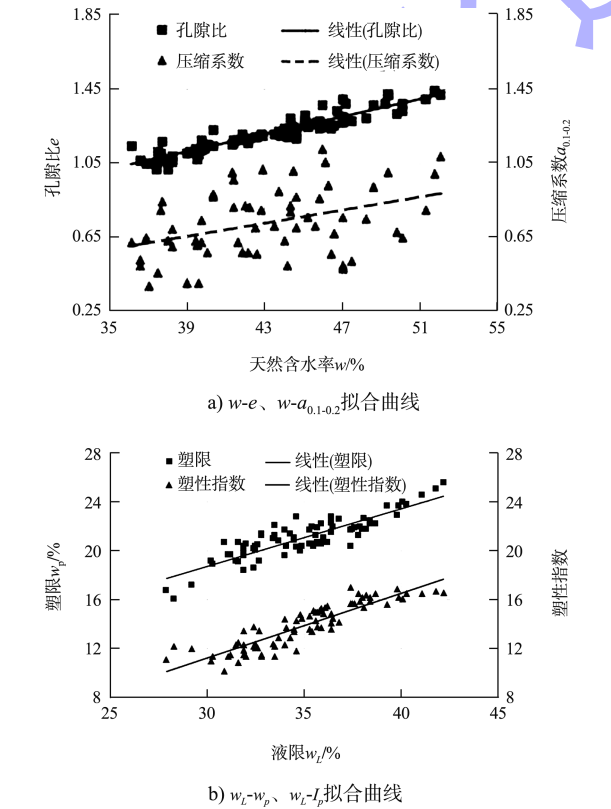 1.85 1.85
孔隙比 线性(孔隙比)
压缩系数 线性(压缩系数)
1.45 1.45
孔隙比e
压缩系数a0.1-0.2
1.05 1.05
0.65 0.65
0.25 0.25
35 39 43 47 51 55
天然含水率w/%
a) w-e、w-a0.1-0.2拟合曲线
28 28
塑限 线性(塑限)
塑性指数 线性(塑性指数)
24 24
20 20
塑限wp/%
塑性指数
16 16
12 12
8 8
25 30 35 40 45
液限wL/%
b) wL-wp、wL-Ip拟合曲线